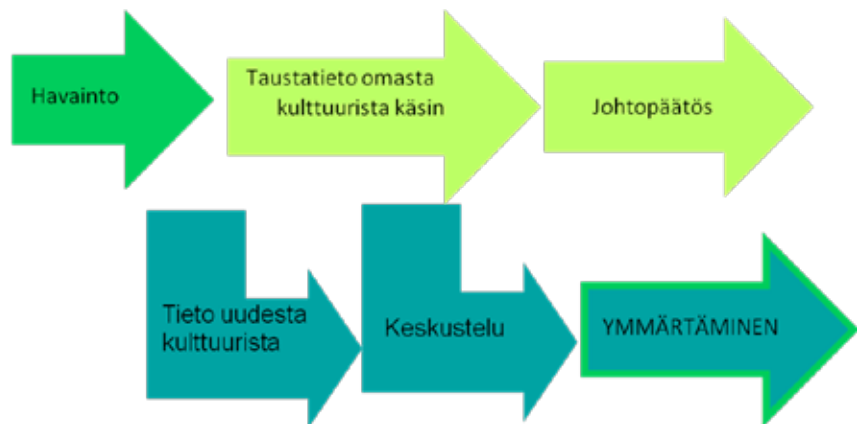 Havainto
Taustatieto omasta
kulttuurista käsin
Johtopäätös
Tieto uudesta
kulttuurista
Keskustelu
YMMÄRTÄMINEN